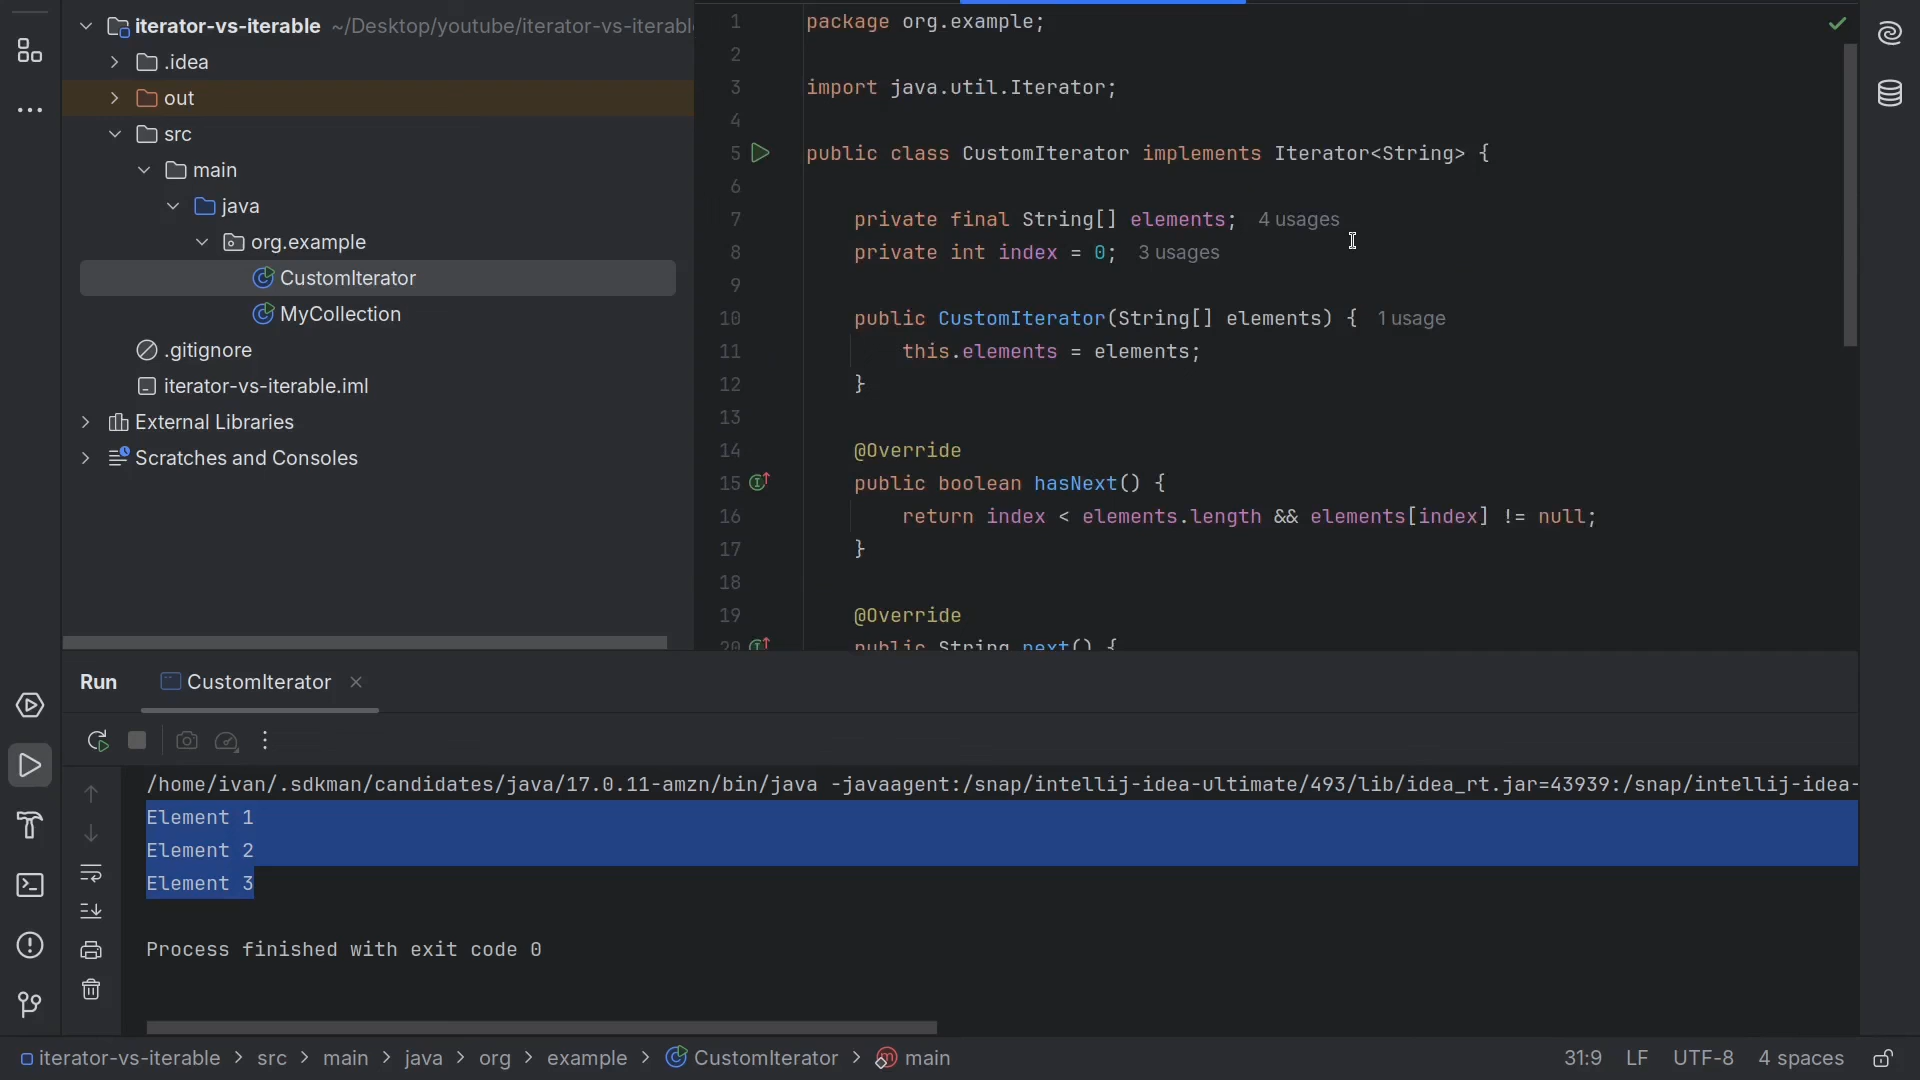 iterator-vs-iterable ~/Desktop/youtube/iterator-vs-iterabl
.idea
out
src
main
java
org.example
CustomIterator
MyCollection
.gitignore
iterator-vs-iterable.iml
External Libraries
Scratches and Consoles
1 package org.example;
2
3 import java.util.Iterator;
4
5 public class CustomIterator implements Iterator<String> {
6
7 private final String[] elements; 4 usages
8 private int index = 0; 3 usages
9
10 public CustomIterator(String[] elements) { 1 usage
11 this.elements = elements;
12 }
13
14 @Override
15 public boolean hasNext() {
16 return index < elements.length && elements[index] != null;
17 }
18
19 @Override
20 public String next() {
Run CustomIterator
/home/ivan/.sdkman/candidates/java/17.0.11-amzn/bin/java -javaagent:/snap/intellij-idea-ultimate/493/lib/idea_rt.jar=43939:/snap/intellij-idea-
Element 1
Element 2
Element 3
Process finished with exit code 0
iterator-vs-iterable > src > main > java > org > example > CustomIterator > main 31:9 LF UTF-8 4 spaces